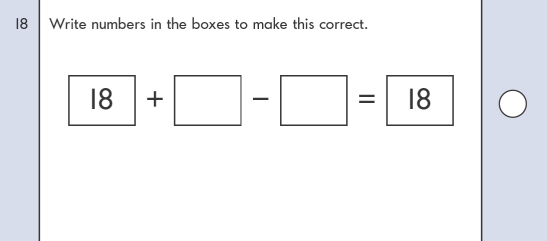 18 Write numbers in the boxes to make this correct.
18 + − = 18